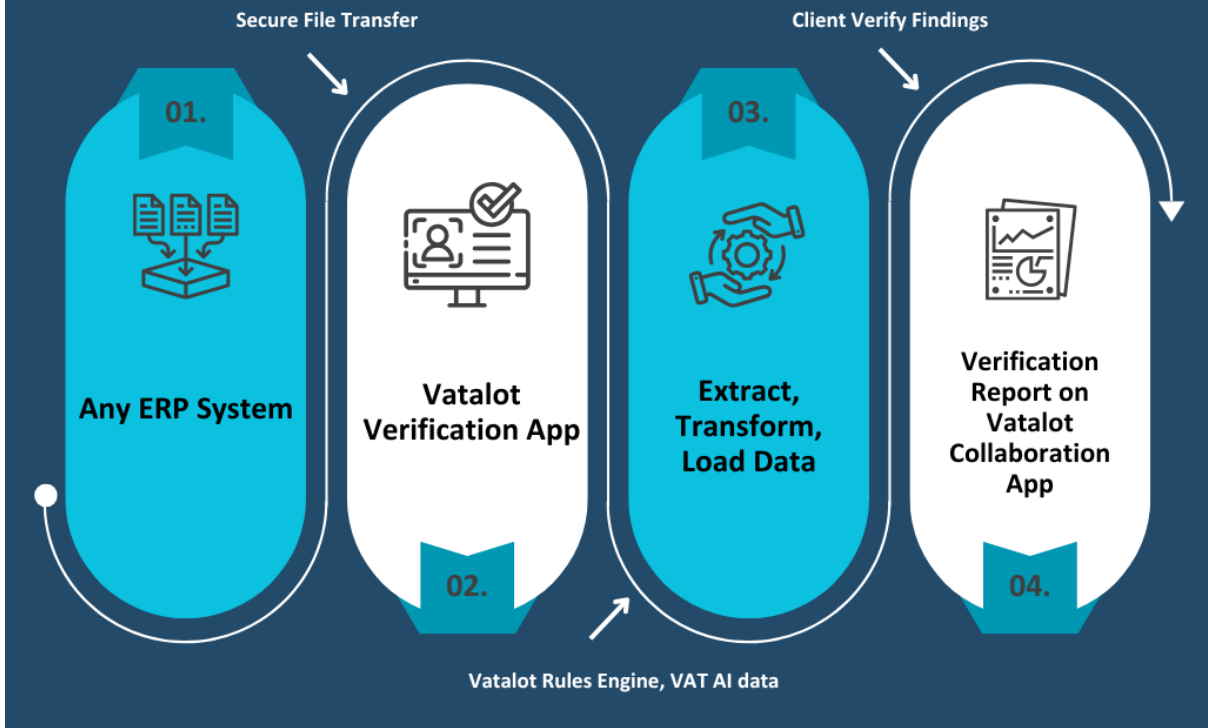 Secure File Transfer
Client Verify Findings
01.
Any ERP System
Vatalot
Verification App
02.
03.
Extract,
Transform,
Load Data
Verification
Report on
Vatalot
Collaboration
App
04.
Vatalot Rules Engine, VAT AI data